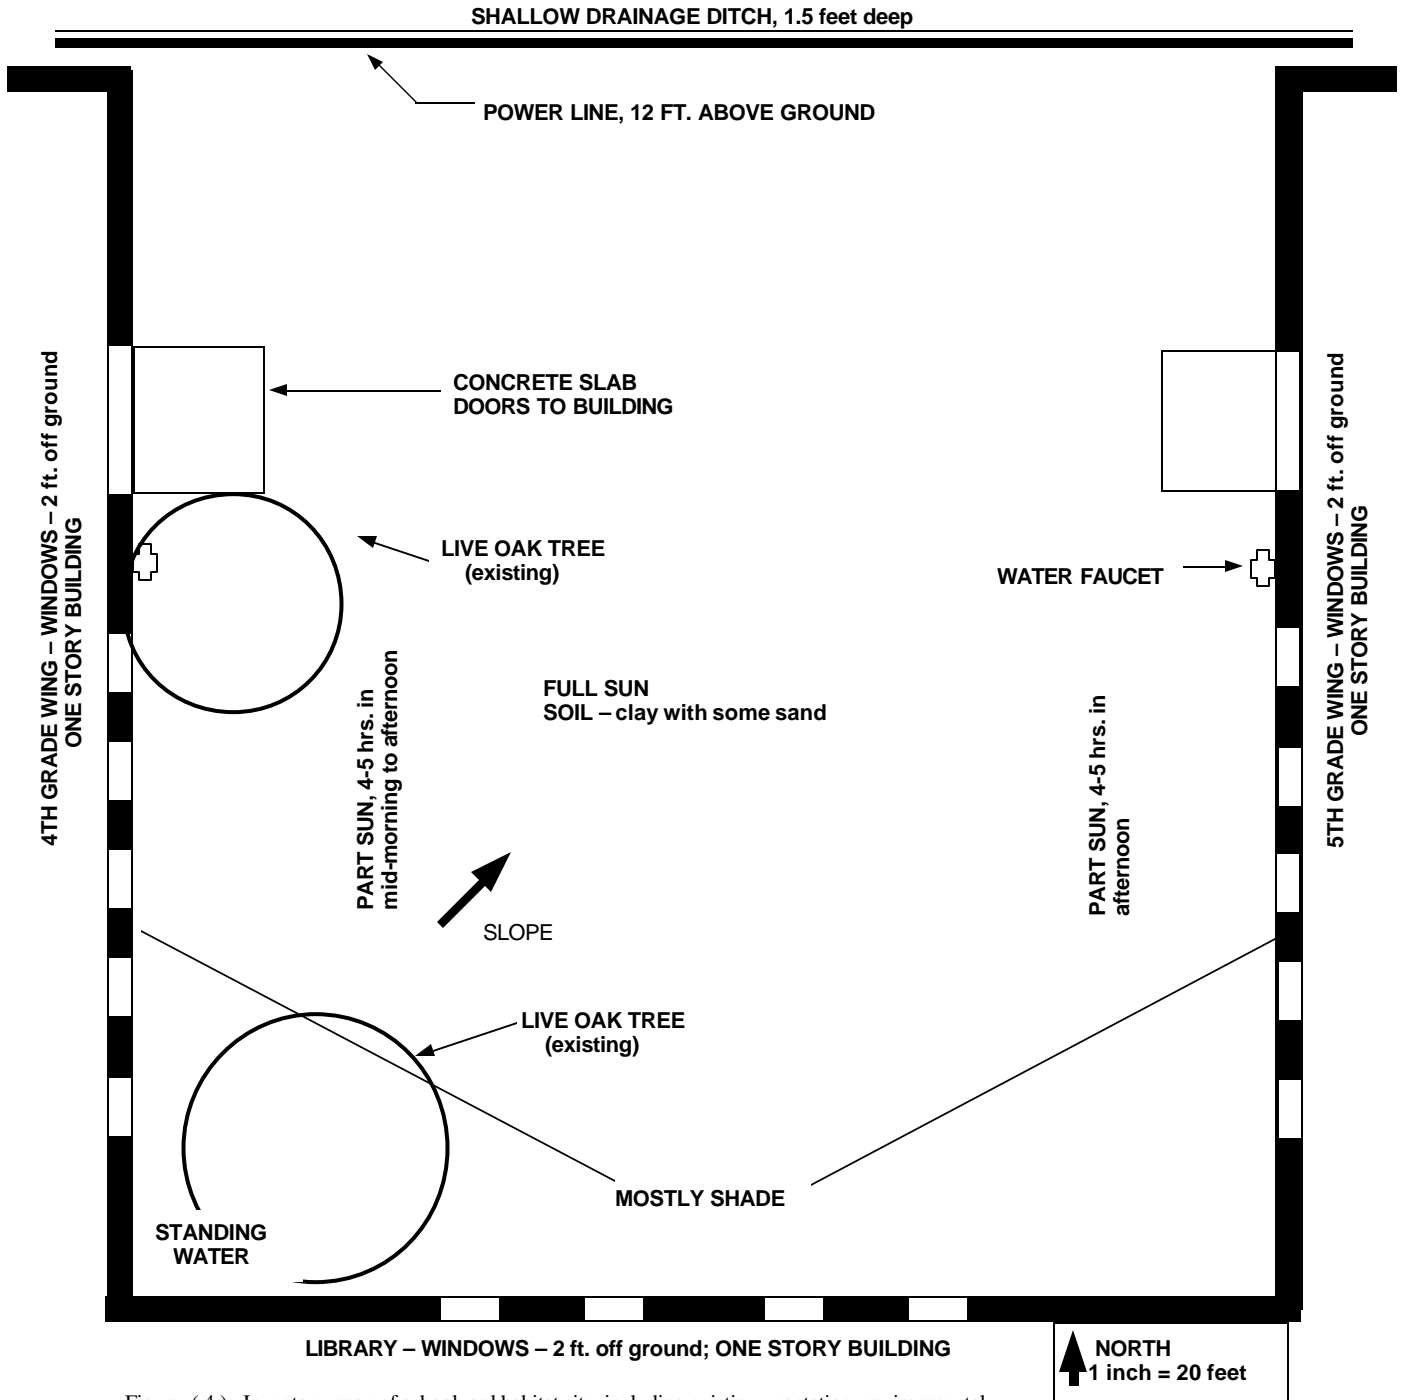 SHALLOW DRAINAGE DITCH, 1.5 feet deep
POWER LINE, 12 FT. ABOVE GROUND
4TH GRADE WING – WINDOWS – 2 ft. off ground
ONE STORY BUILDING
CONCRETE SLAB
DOORS TO BUILDING
5TH GRADE WING – WINDOWS – 2 ft. off ground
ONE STORY BUILDING
LIVE OAK TREE
(existing)
WATER FAUCET
FULL SUN
SOIL – clay with some sand
PART SUN, 4-5 hrs. in
mid-morning to afternoon
PART SUN, 4-5 hrs. in
afternoon
SLOPE
LIVE OAK TREE
(existing)
MOSTLY SHADE
STANDING
WATER
LIBRARY – WINDOWS – 2 ft. off ground; ONE STORY BUILDING
NORTH
1 inch = 20 feet